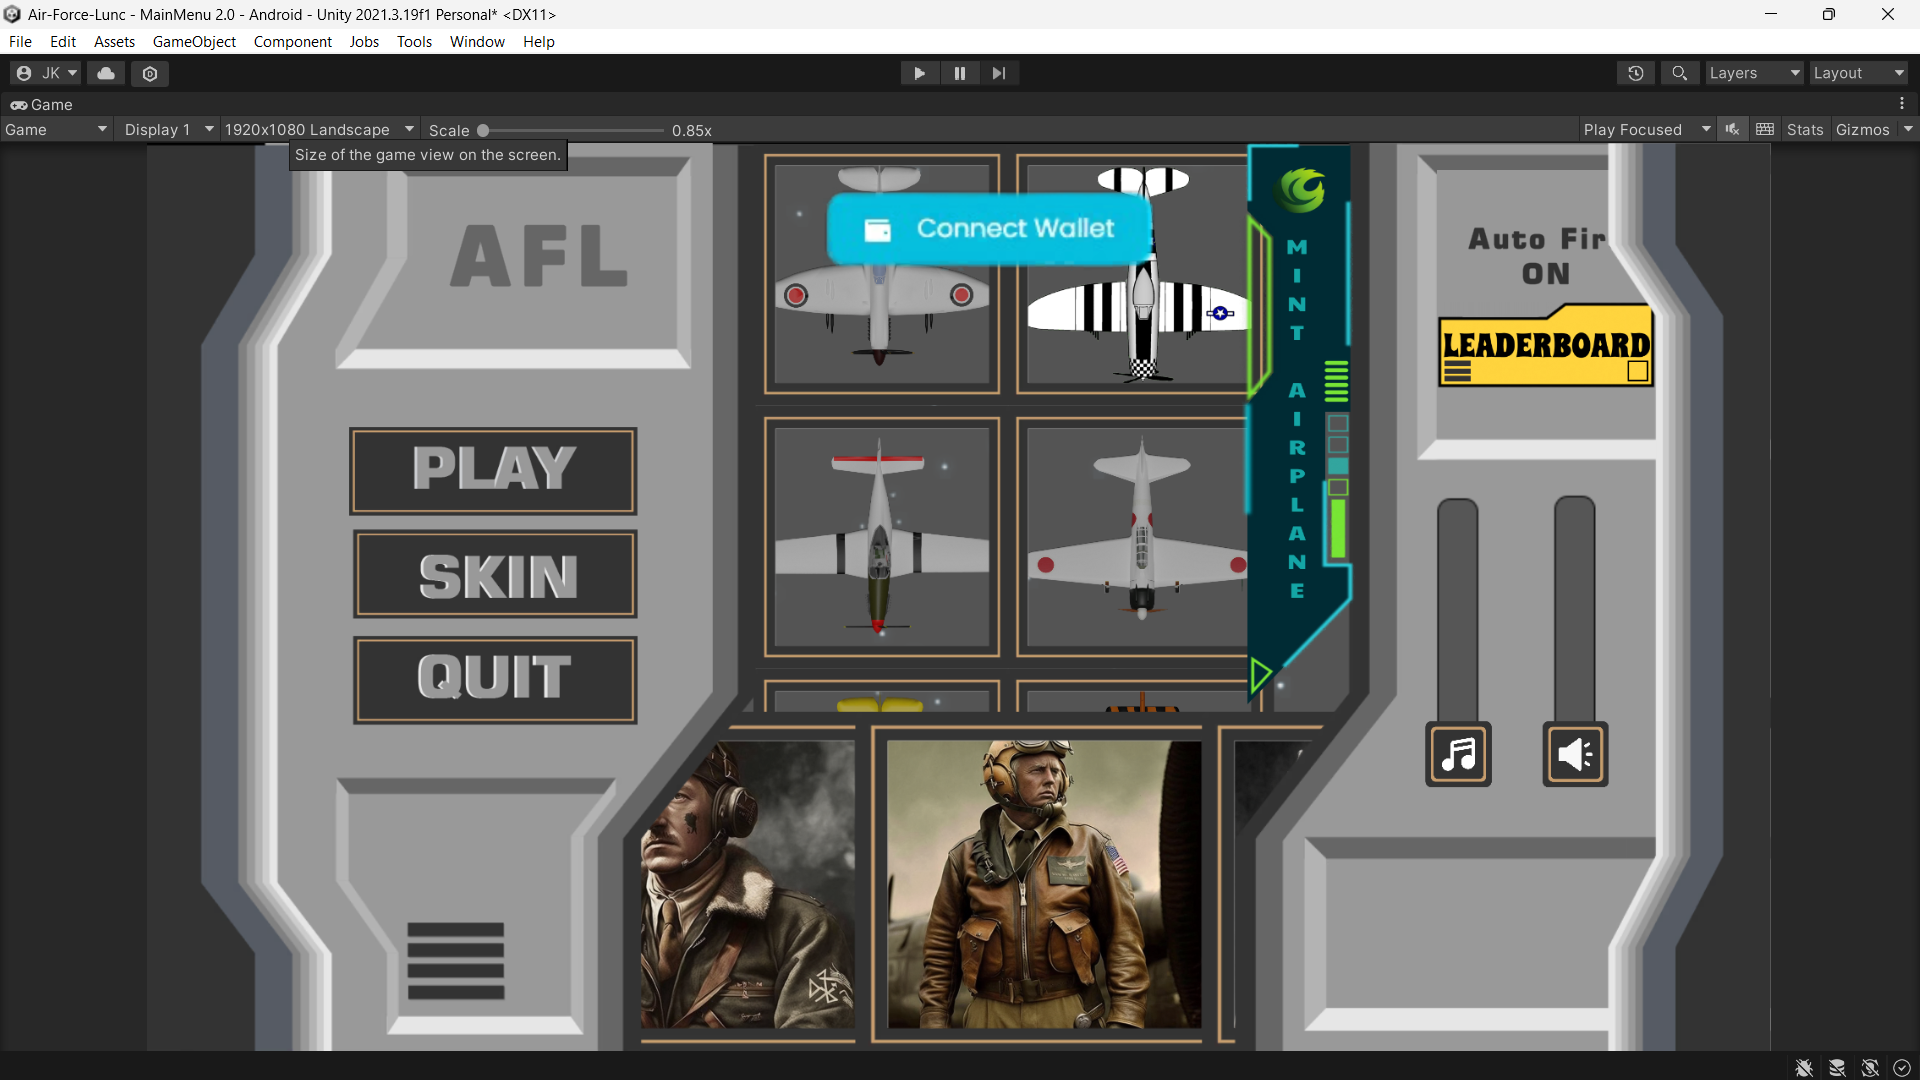 Air-Force-Lunc - MainMenu 2.0 - Android - Unity 2021.3.19f1 Personal* <DX11>
File Edit Assets GameObject Component Jobs Tools Window Help
JK Layers Layout
Game
Game Display 1 1920x1080 Landscape Scale 0.85x Play Focused Stats Gizmos
Size of the game view on the screen.
AFL
Connect Wallet
MINT AIRPLANE
Auto Fir
ON
LEADERBOARD
PLAY
SKIN
QUIT